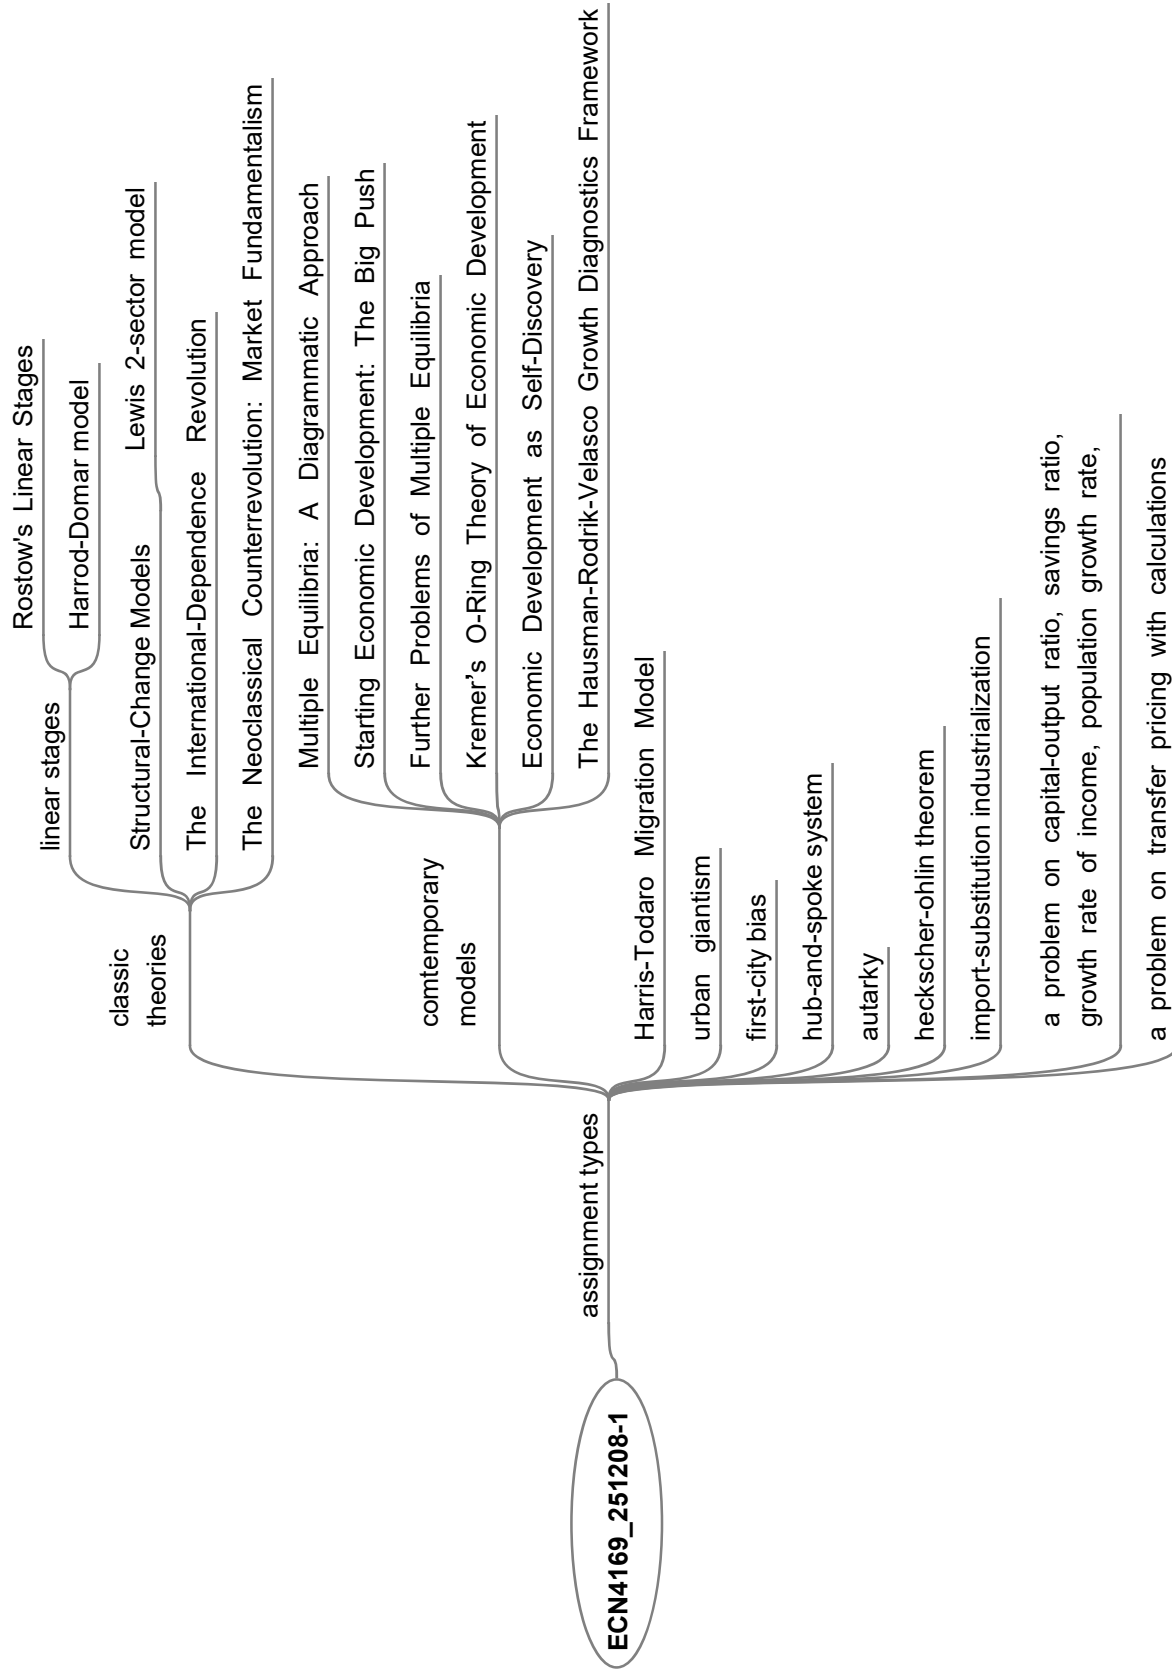 ECN4169_251208-1
assignment types
classic
theories
linear stages
Rostow's Linear Stages
Harrod-Domar model
Structural-Change Models
Lewis 2-sector model
The International-Dependence Revolution
The Neoclassical Counterrevolution: Market Fundamentalism
comtemporary
models
Multiple Equilibria: A Diagrammatic Approach
Starting Economic Development: The Big Push
Further Problems of Multiple Equilibria
Kremer’s O-Ring Theory of Economic Development
Economic Development as Self-Discovery
The Hausman-Rodrik-Velasco Growth Diagnostics Framework
Harris-Todaro Migration Model
urban giantism
first-city bias
hub-and-spoke system
autarky
heckscher-ohlin theorem
import-substitution industrialization
a problem on capital-output ratio, savings ratio,
growth rate of income, population growth rate,
a problem on transfer pricing with calculations